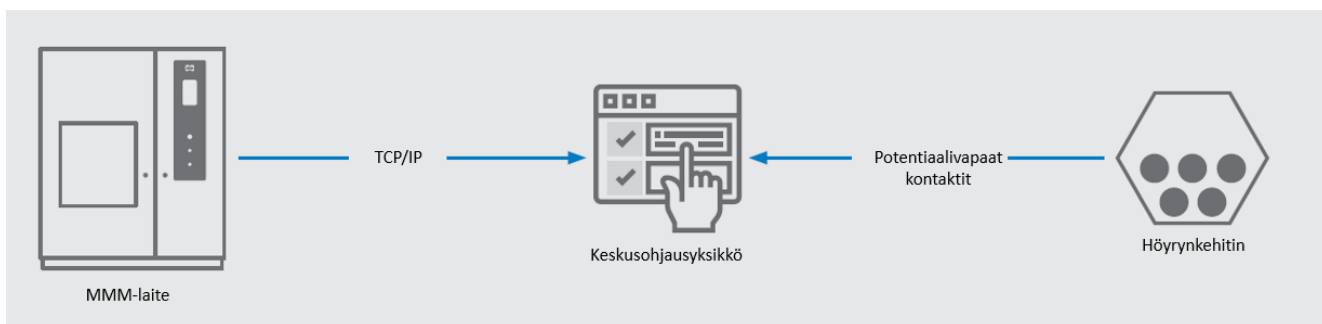 TCP/IP
Potentiaalivapaat
kontaktit
Keskusohjausyksikkö
Höyrynkehitin
MMM-laite